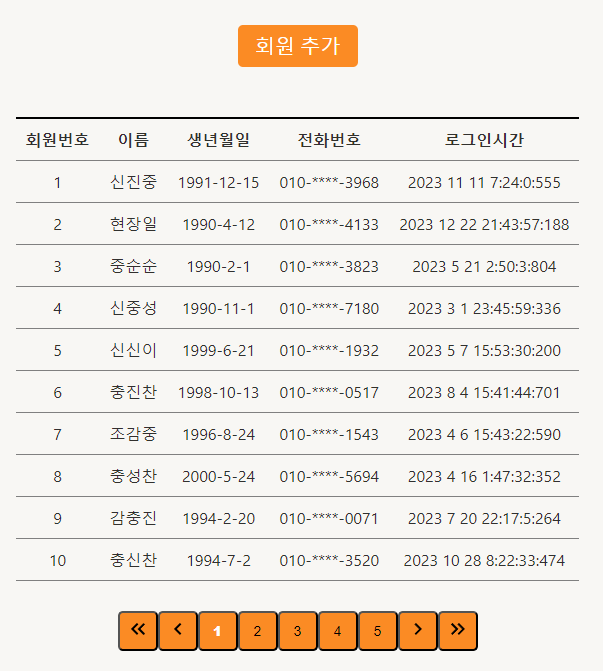 회원 추가
회원번호 이름 생년월일 전화번호 로그인시간
1 신진중 1991-12-15 010-****-3968 2023 11 11 7:24:0:555
2 현장일 1990-4-12 010-****-4133 2023 12 22 21:43:57:188
3 중순순 1990-2-1 010-****-3823 2023 5 21 2:50:3:804
4 신중성 1990-11-1 010-****-7180 2023 3 1 23:45:59:336
5 신신이 1999-6-21 010-****-1932 2023 5 7 15:53:30:200
6 충진찬 1998-10-13 010-****-0517 2023 8 4 15:41:44:701
7 조감중 1996-8-24 010-****-1543 2023 4 6 15:43:22:590
8 충성찬 2000-5-24 010-****-5694 2023 4 16 1:47:32:352
9 감충진 1994-2-20 010-****-0071 2023 7 20 22:17:5:264
10 충신찬 1994-7-2 010-****-3520 2023 10 28 8:22:33:474
« ‹ 1 2 3 4 5 › »